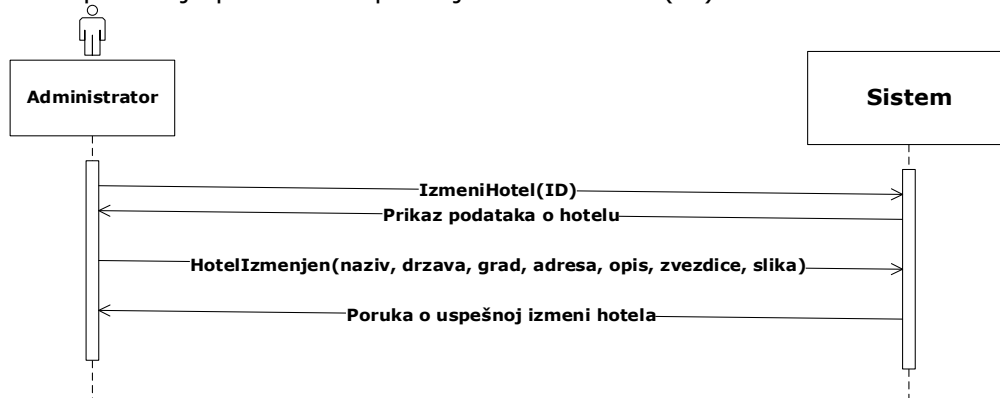 Administrator
Sistem
IzmeniHotel(ID)
Prikaz podataka o hotelu
HotelIzmenjen(naziv, drzava, grad, adresa, opis, zvezdice, slika)
Poruka o uspešnoj izmeni hotela